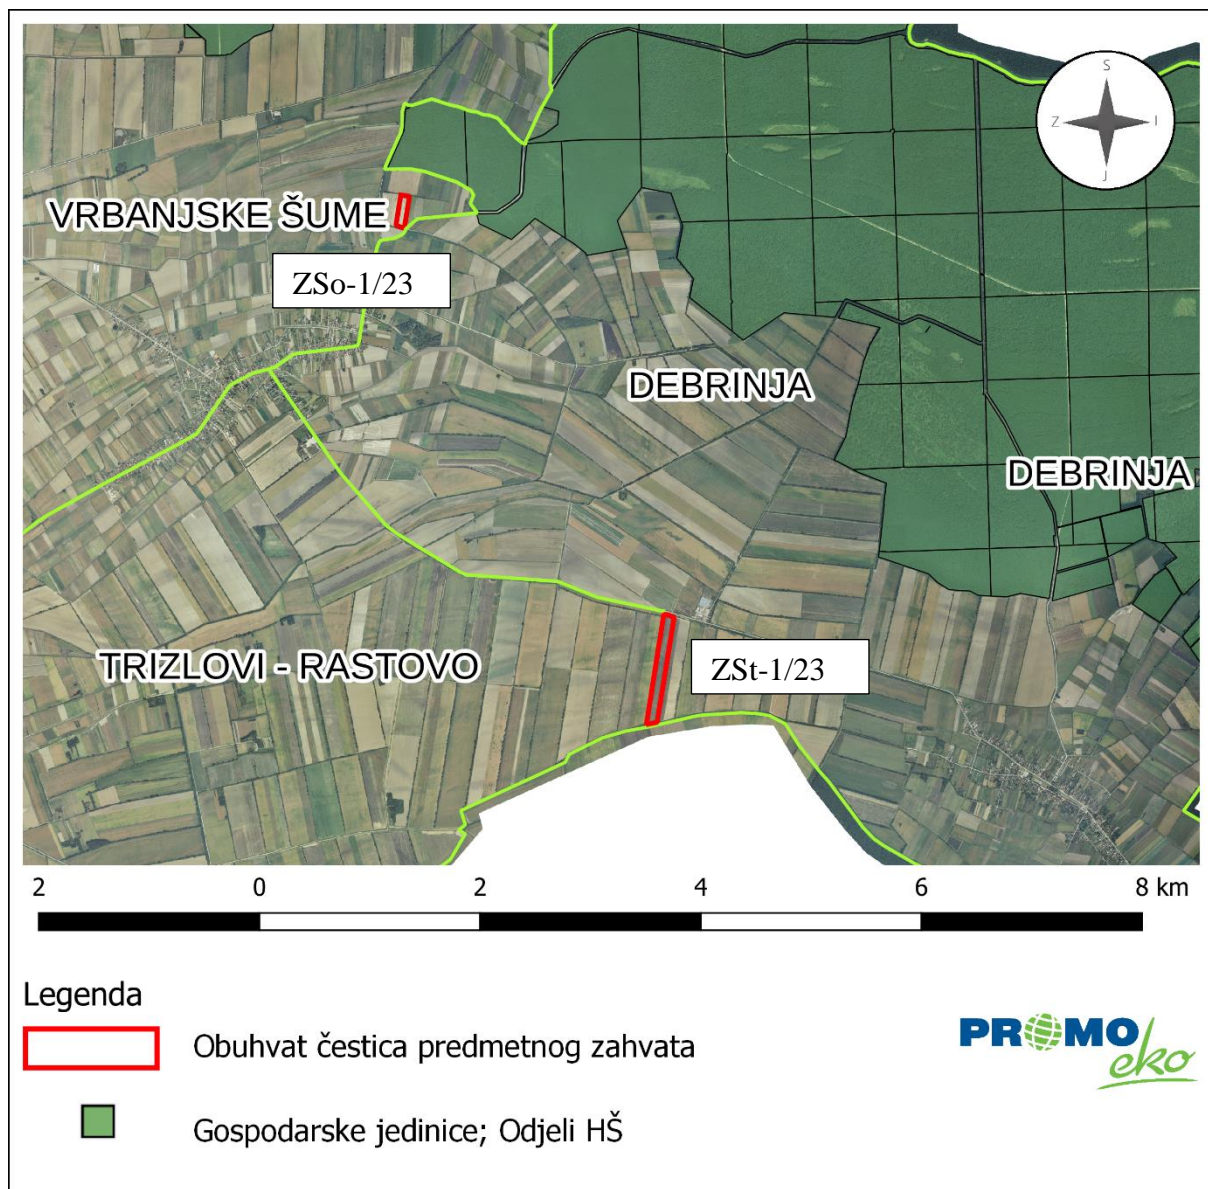 S
Z I
J
VRBANJSKE ŠUME
ZSo-1/23
DEBRINJA
DEBRINJA
TRIZLOVI - RASTOVO
ZSt-1/23
2 0 2 4 6 8 km
Legenda
Obuhvat čestica predmetnog zahvata
Gospodarske jedinice; Odjeli HŠ
PROMO
eko